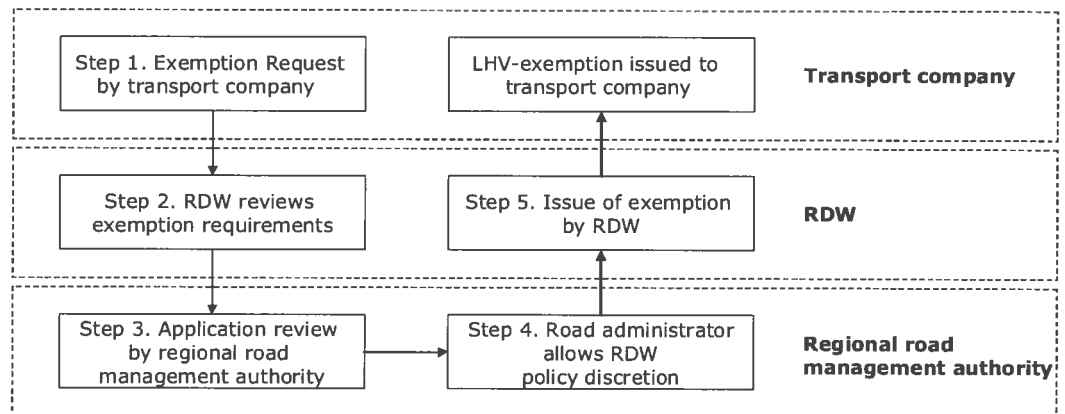 Step 1. Exemption Request
by transport company
LHV-exemption issued to
transport company
Transport company
Step 2. RDW reviews
exemption requirements
Step 5. Issue of exemption
by RDW
RDW
Step 3. Application review
by regional road
management authority
Step 4. Road administrator
allows RDW
policy discretion
Regional road
management authority